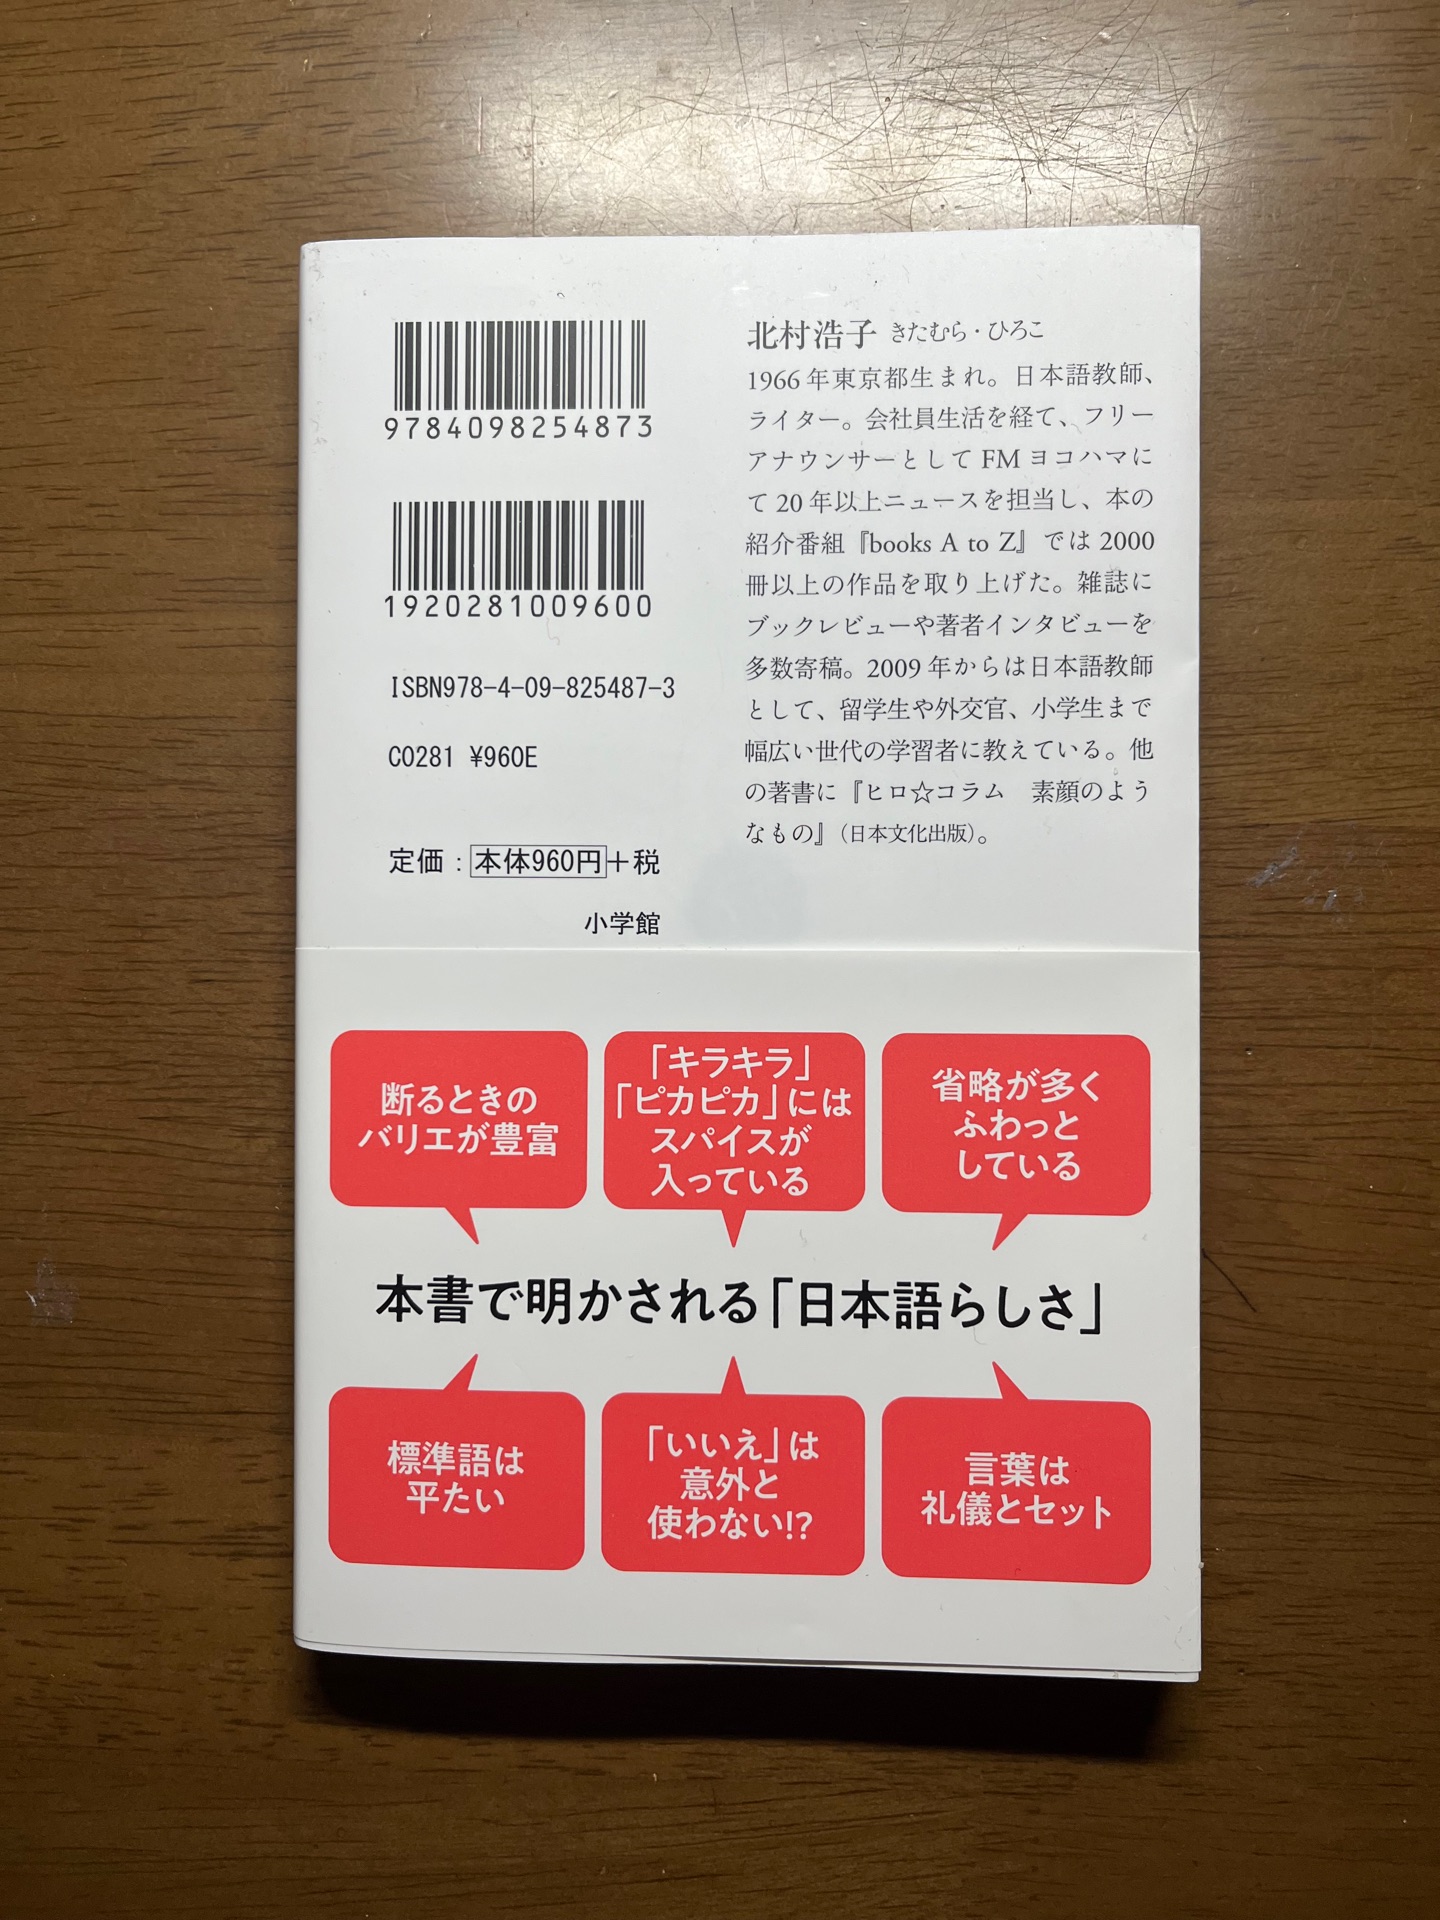 9784098254873
1920281009600
ISBN978-4-09-825487-3
C0281 ¥960E
定価：本体960円＋税
小学館
北村浩子 きたむら・ひろこ
1966年東京都生まれ。日本語教師、
ライター。会社員生活を経て、フリー
アナウンサーとしてFMヨコハマに
て20年以上ニュースを担当し、本の
紹介番組『books A to Z』では2000
冊以上の作品を取り上げた。雑誌に
ブックレビューや著者インタビューを
多数寄稿。2009年からは日本語教師
として、留学生や外交官、小学生まで
幅広い世代の学習者に教えている。他
の著書に『ヒロ☆コラム　素顔のよう
なもの』（日本文化出版）。
断るときの
バリエが豊富
「キラキラ」
「ピカピカ」には
スパイスが
入っている
省略が多く
ふわっと
している
本書で明かされる「日本語らしさ」
標準語は
平たい
「いいえ」は
意外と
使わない!?
言葉は
礼儀とセット